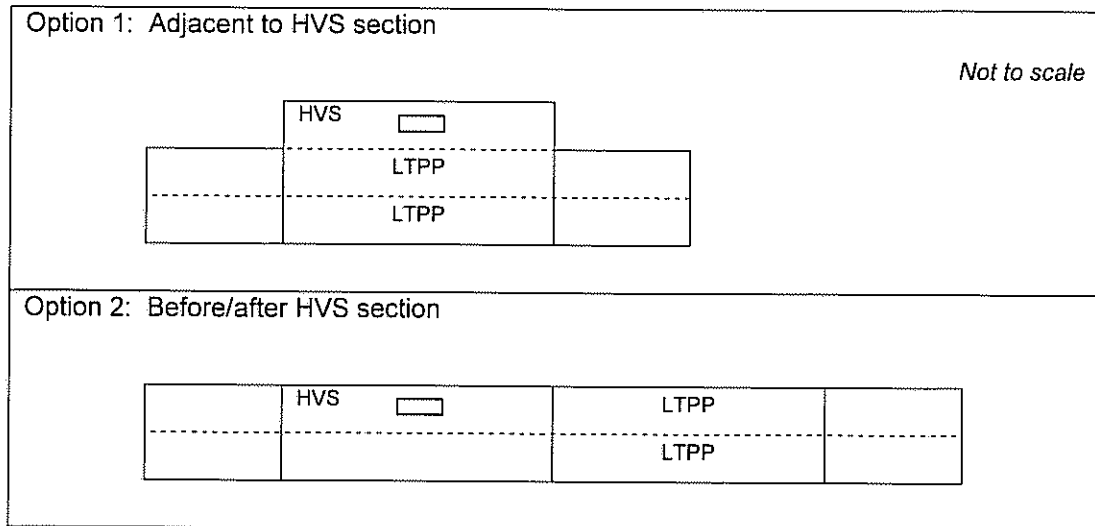 Option 1: Adjacent to HVS section
Not to scale
HVS
LTPP
LTPP
Option 2: Before/after HVS section
HVS
LTPP
LTPP